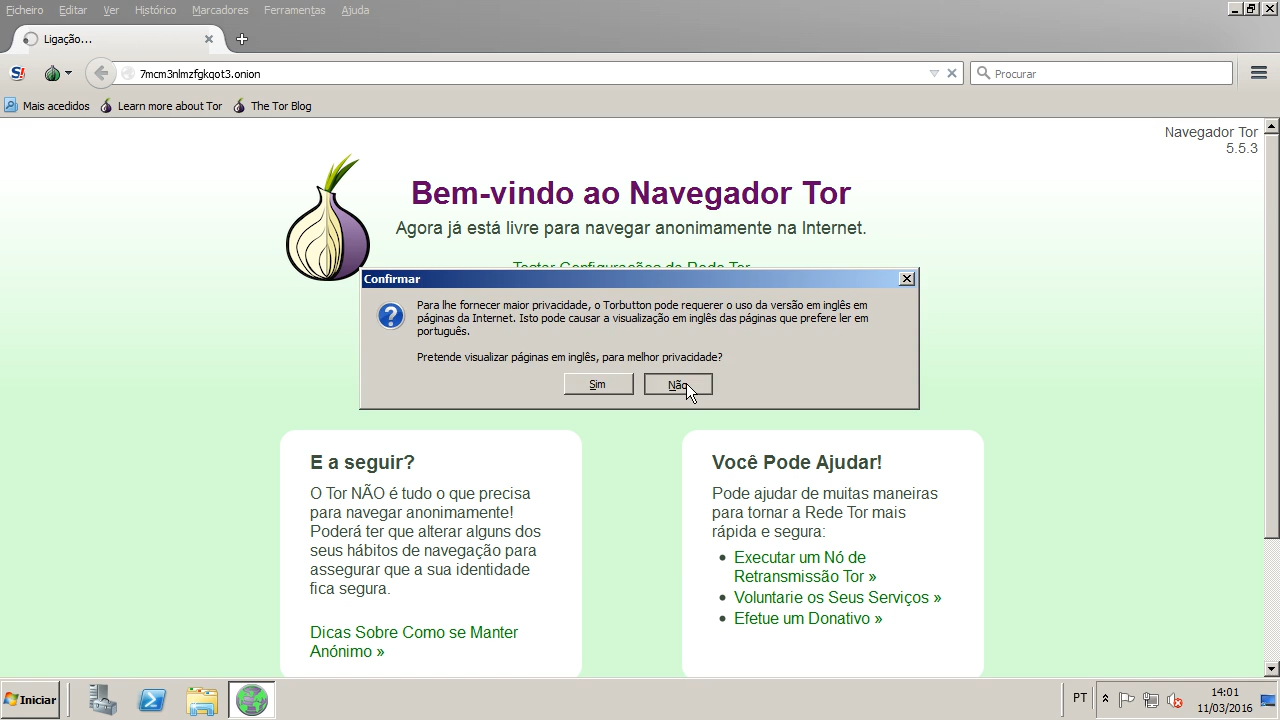 Ficheiro Editar Ver Histórico Marcadores Ferramentas Ajuda
Ligação...
7mcm3nlmzfgkqot3.onion
Procurar
Mais acedidos Learn more about Tor The Tor Blog
Navegador Tor
5.5.3
Bem-vindo ao Navegador Tor
Agora já está livre para navegar anonimamente na Internet.
Testar Configurações da Rede Tor
Confirmar
Para lhe fornecer maior privacidade, o Torbutton pode requerer o uso da versão em inglês em
páginas da Internet. Isto pode causar a visualização em inglês das páginas que prefere ler em
português.
Pretende visualizar páginas em inglês, para melhor privacidade?
Sim Não
E a seguir?
O Tor NÃO é tudo o que precisa
para navegar anonimamente!
Poderá ter que alterar alguns dos
seus hábitos de navegação para
assegurar que a sua identidade
fica segura.
Dicas Sobre Como se Manter
Anónimo »
Você Pode Ajudar!
Pode ajudar de muitas maneiras
para tornar a Rede Tor mais
rápida e segura:
Executar um Nó de
Retransmissão Tor »
Voluntarie os Seus Serviços »
Efetue um Donativo »
Iniciar
PT
14:01
11/03/2016